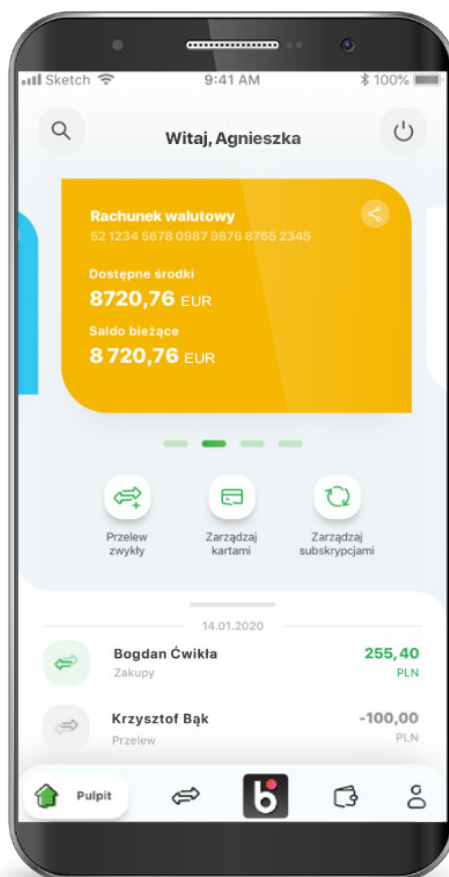 Sketch 9:41 AM 100%
Witaj, Agnieszka
Rachunek walutowy
52 1234 5678 0987 9876 8765 2345
Dostępne środki
8720,76 EUR
Saldo bieżące
8 720,76 EUR
Przelew
zwykły
Zarządzaj
kartami
Zarządzaj
subskrypcjami
14.01.2020
Bogdan Ćwikła 255,40
Zakupy PLN
Krzysztof Bąk -100,00
Przelew PLN
Pulpit b